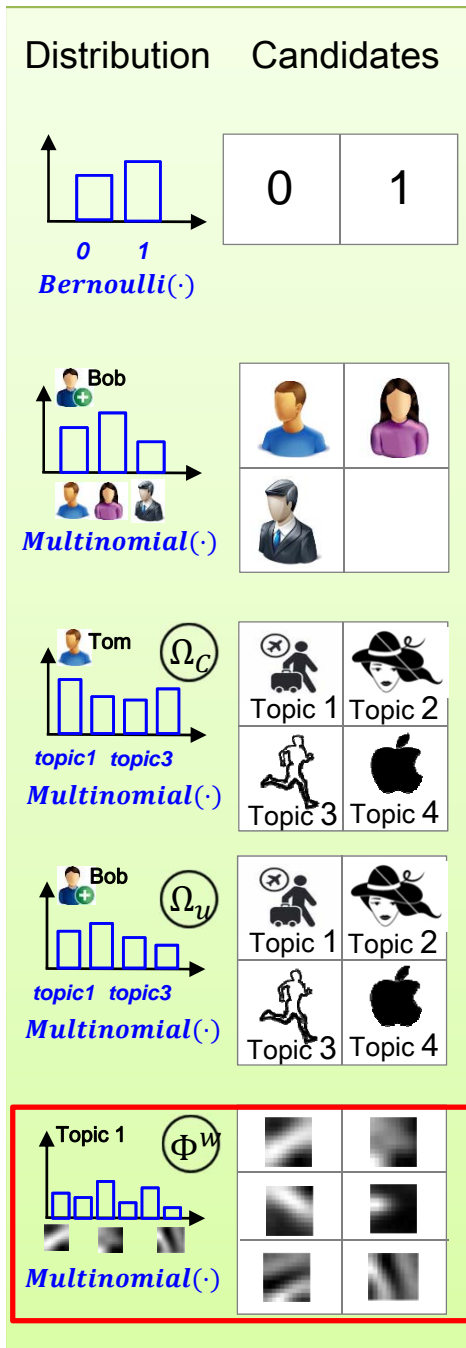 Distribution Candidates
0 1
0 1
Bernoulli(·)
Bob
Multinomial(·)
Tom
Ω_C
topic1 topic3
Multinomial(·)
Topic 1 Topic 2
Topic 3 Topic 4
Bob
Ω_u
topic1 topic3
Multinomial(·)
Topic 1 Topic 2
Topic 3 Topic 4
Topic 1
Φ^w
Multinomial(·)